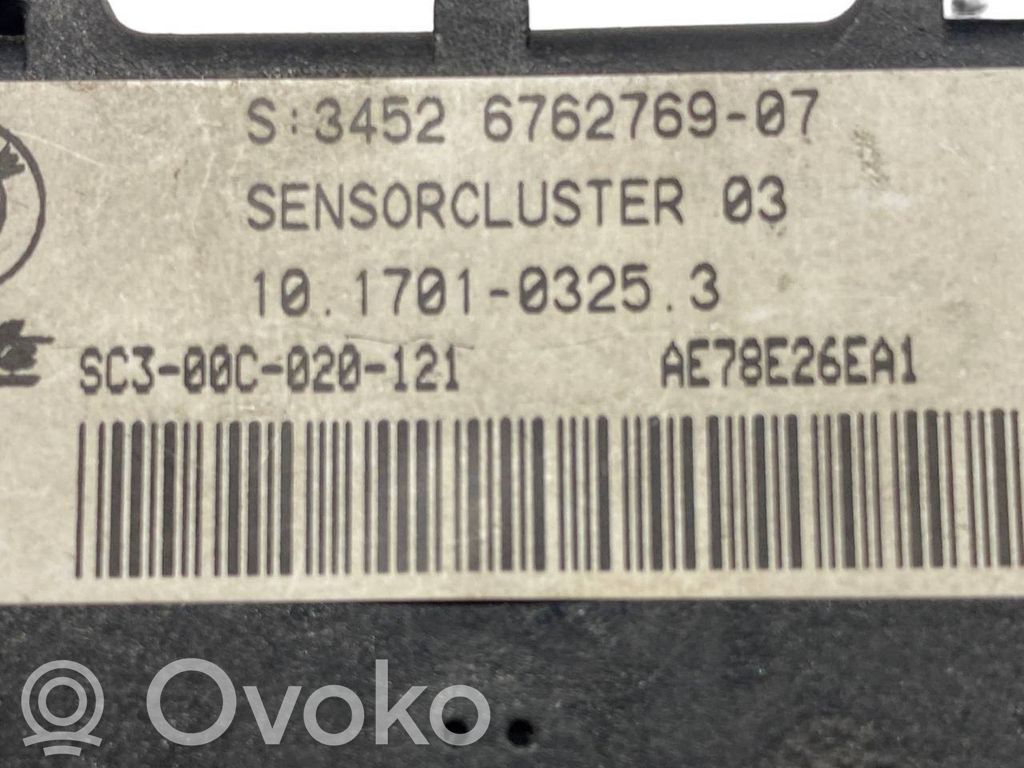 S:3452 6762769-07
SENSORCLUSTER 03
10.1701-0325.3
SC3-00C-020-121 AE78E26EA1
Ovoko